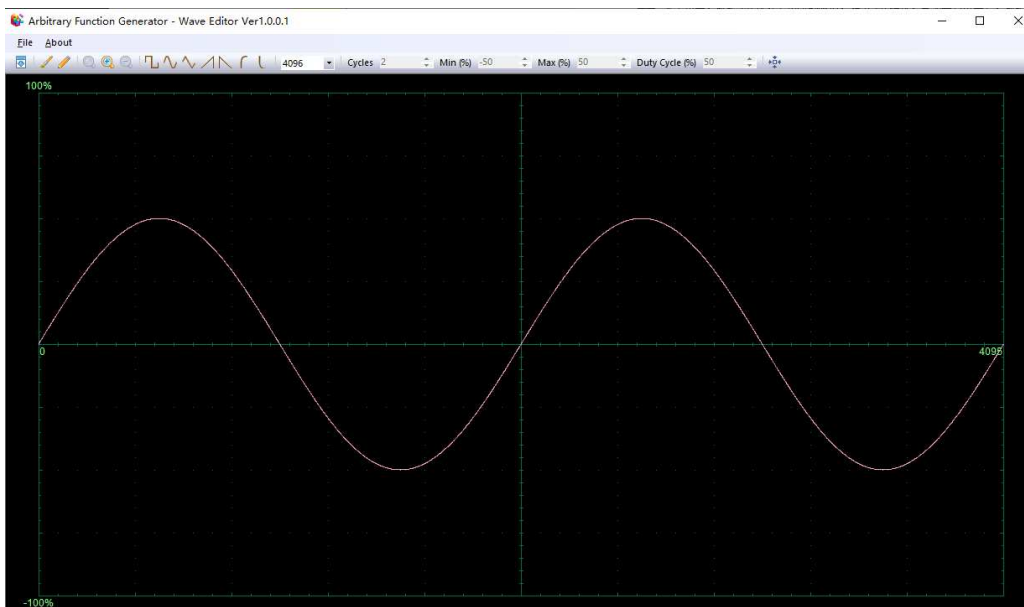 Arbitrary Function Generator - Wave Editor Ver1.0.0.1
File About
4096 Cycles 2 Min (%) -50 Max (%) 50 Duty Cycle (%) 50
100%
0 4095
-100%